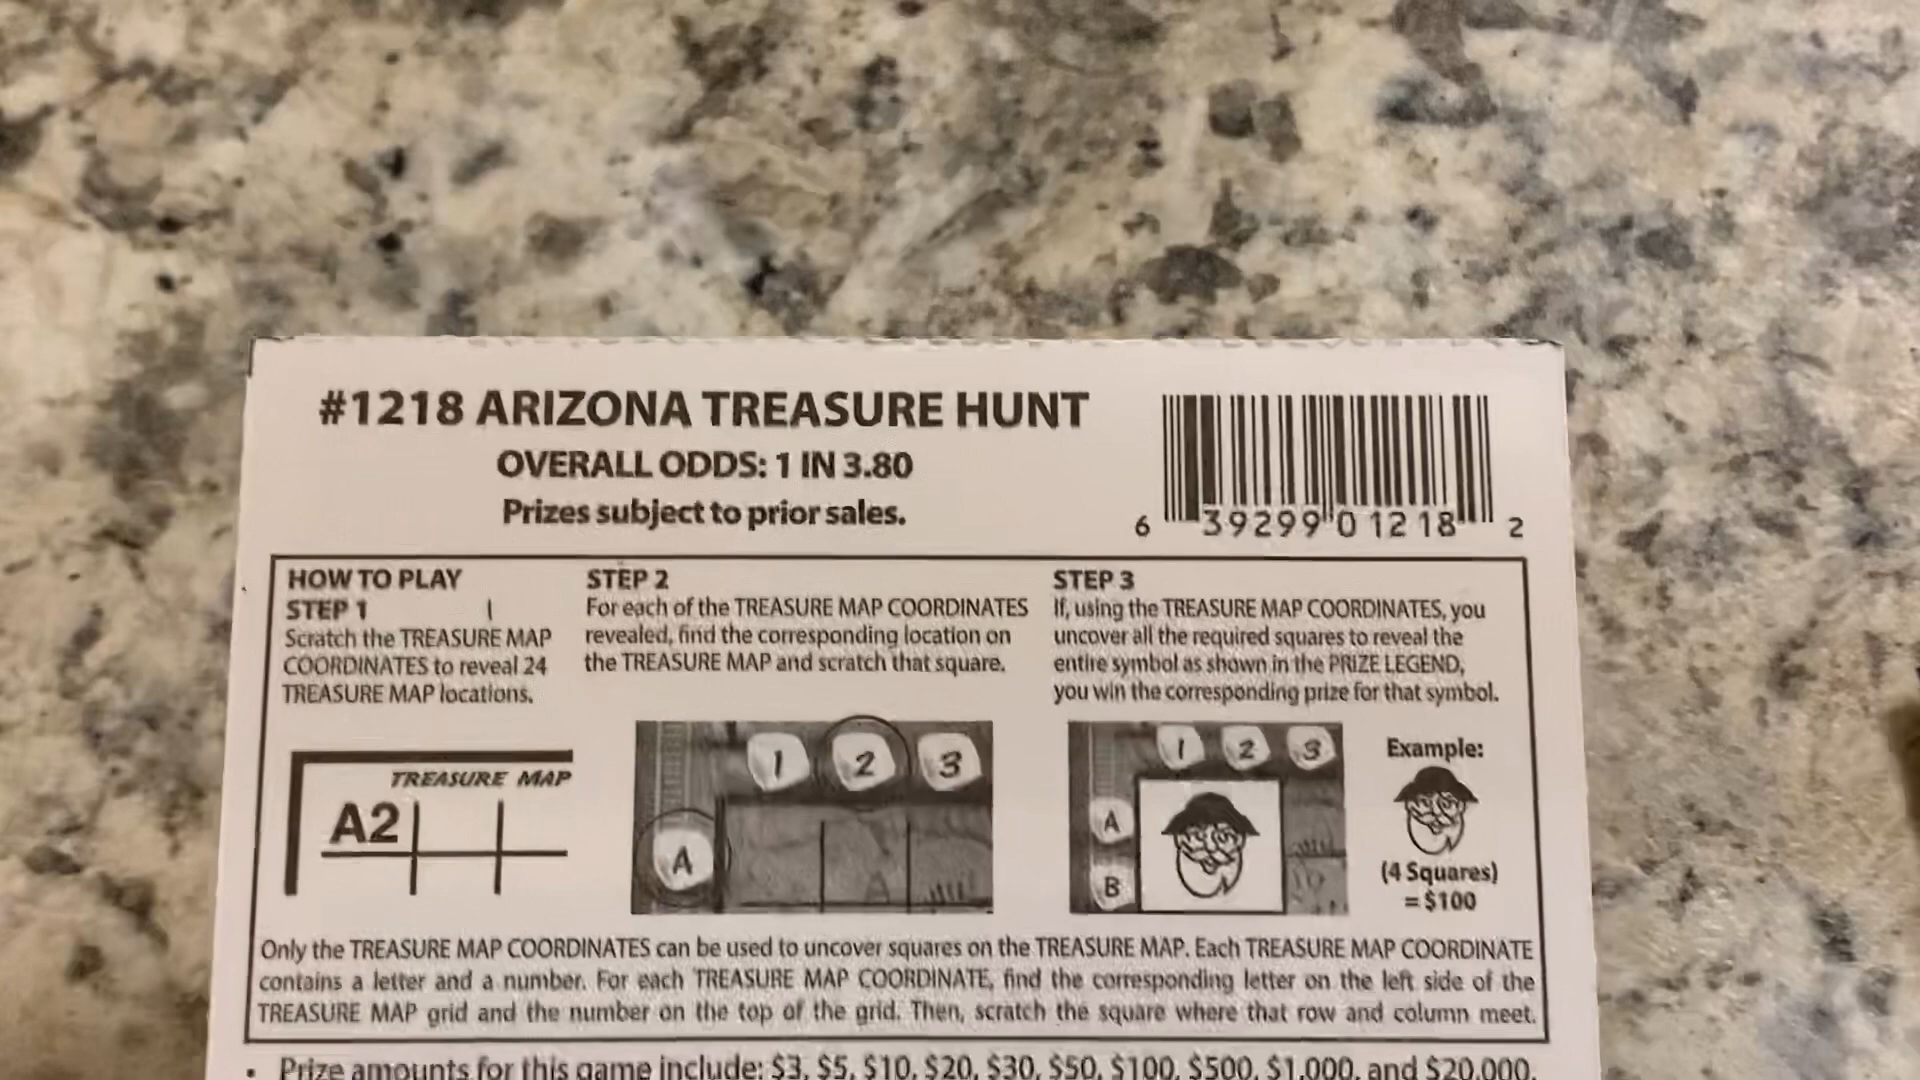 #1218 ARIZONA TREASURE HUNT
OVERALL ODDS: 1 IN 3.80
Prizes subject to prior sales.
6 39299 01218 2
HOW TO PLAY
STEP 1
Scratch the TREASURE MAP
COORDINATES to reveal 24
TREASURE MAP locations.
TREASURE MAP
A2
STEP 2
For each of the TREASURE MAP COORDINATES
revealed, find the corresponding location on
the TREASURE MAP and scratch that square.
1 2 3
A
STEP 3
If, using the TREASURE MAP COORDINATES, you
uncover all the required squares to reveal the
entire symbol as shown in the PRIZE LEGEND,
you win the corresponding prize for that symbol.
1 2 3
A
B
Example:
(4 Squares)
= $100
Only the TREASURE MAP COORDINATES can be used to uncover squares on the TREASURE MAP. Each TREASURE MAP COORDINATE
contains a letter and a number. For each TREASURE MAP COORDINATE, find the corresponding letter on the left side of the
TREASURE MAP grid and the number on the top of the grid. Then, scratch the square where that row and column meet.
• Prize amounts for this game include: $3, $5, $10, $20, $30, $50, $100, $500, $1,000, and $20,000.